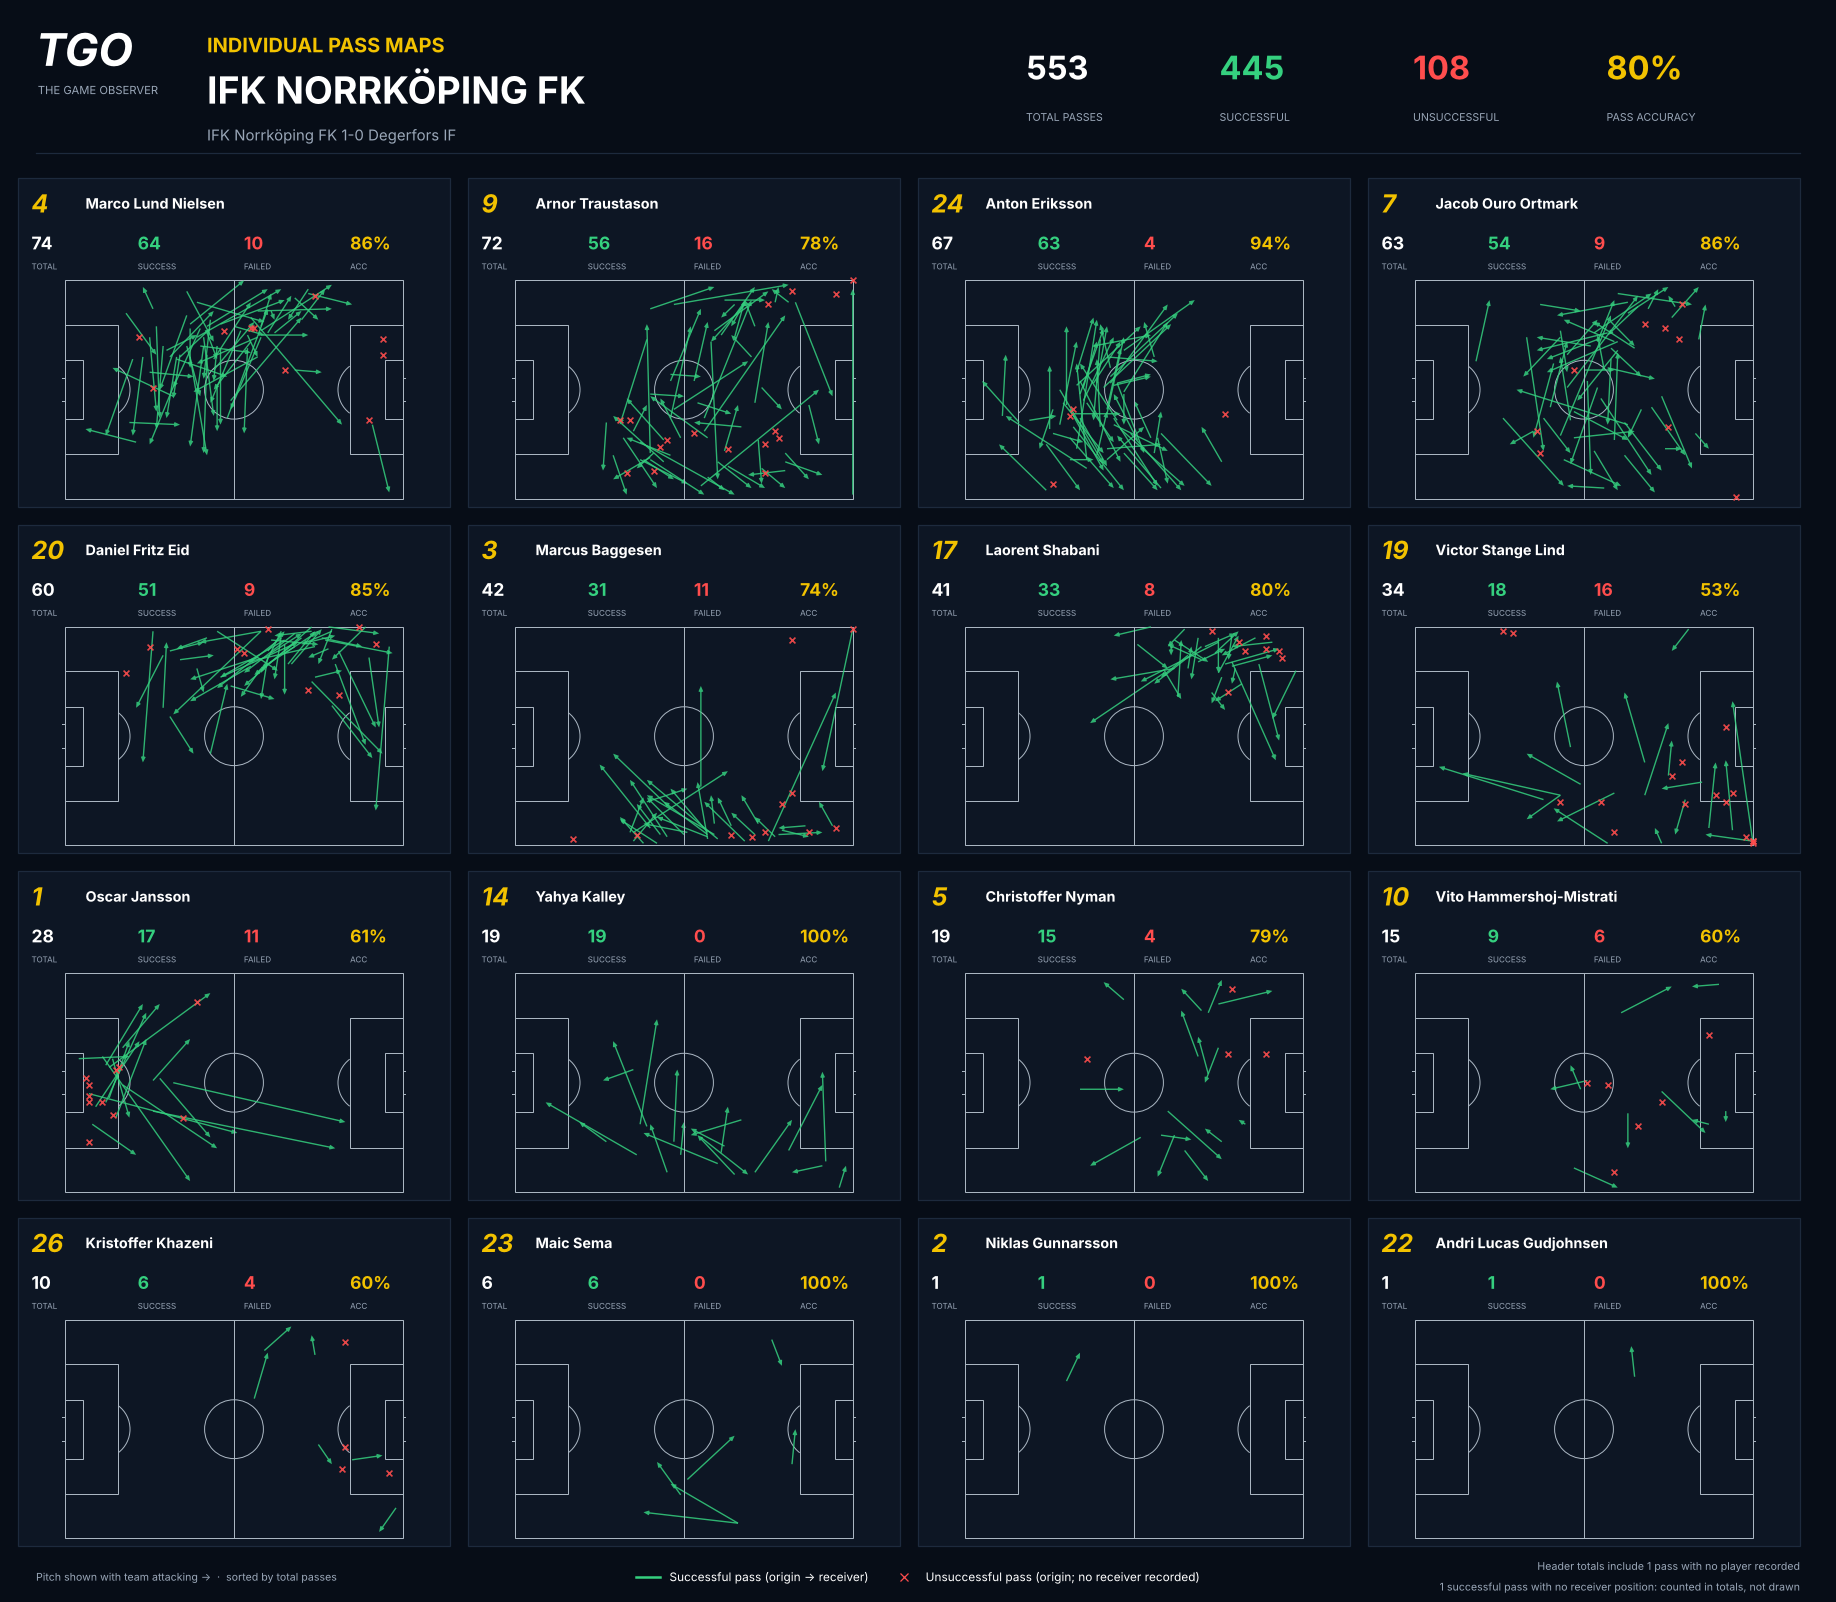 TGO
THE GAME OBSERVER
INDIVIDUAL PASS MAPS
IFK NORRKÖPING FK
IFK Norrköping FK 1-0 Degerfors IF
553 445 108 80%
TOTAL PASSES SUCCESSFUL UNSUCCESSFUL PASS ACCURACY
4 Marco Lund Nielsen
74 64 10 86%
TOTAL SUCCESS FAILED ACC
9 Arnor Traustason
72 56 16 78%
TOTAL SUCCESS FAILED ACC
24 Anton Eriksson
67 63 4 94%
TOTAL SUCCESS FAILED ACC
7 Jacob Ouro Ortmark
63 54 9 86%
TOTAL SUCCESS FAILED ACC
20 Daniel Fritz Eid
60 51 9 85%
TOTAL SUCCESS FAILED ACC
3 Marcus Baggesen
42 31 11 74%
TOTAL SUCCESS FAILED ACC
17 Laorent Shabani
41 33 8 80%
TOTAL SUCCESS FAILED ACC
19 Victor Stange Lind
34 18 16 53%
TOTAL SUCCESS FAILED ACC
1 Oscar Jansson
28 17 11 61%
TOTAL SUCCESS FAILED ACC
14 Yahya Kalley
19 19 0 100%
TOTAL SUCCESS FAILED ACC
5 Christoffer Nyman
19 15 4 79%
TOTAL SUCCESS FAILED ACC
10 Vito Hammershoj-Mistrati
15 9 6 60%
TOTAL SUCCESS FAILED ACC
26 Kristoffer Khazeni
10 6 4 60%
TOTAL SUCCESS FAILED ACC
23 Maic Sema
6 6 0 100%
TOTAL SUCCESS FAILED ACC
2 Niklas Gunnarsson
1 1 0 100%
TOTAL SUCCESS FAILED ACC
22 Andri Lucas Gudjohnsen
1 1 0 100%
TOTAL SUCCESS FAILED ACC
Pitch shown with team attacking → · sorted by total passes
Successful pass (origin → receiver)
Unsuccessful pass (origin; no receiver recorded)
Header totals include 1 pass with no player recorded
1 successful pass with no receiver position: counted in totals, not drawn